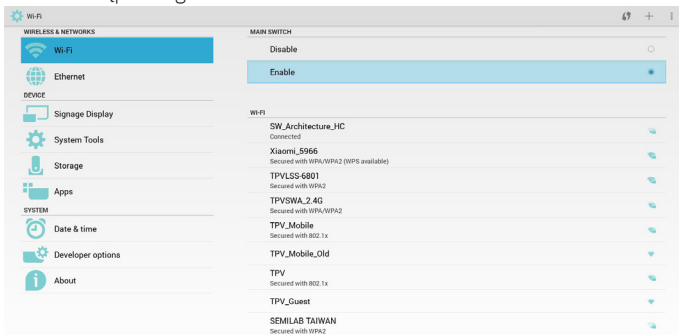 Wi-Fi
WIRELESS & NETWORKS
Wi-Fi
Ethernet
DEVICE
Signage Display
System Tools
Storage
Apps
SYSTEM
Date & time
Developer options
About
MAIN SWITCH
Disable
Enable
WI-FI
SW_Architecture_HC
Connected
Xiaomi_5966
Secured with WPA/WPA2 (WPS available)
TPVLSS-6801
Secured with WPA2
TPVSWA_2.4G
Secured with WPA/WPA2
TPV_Mobile
Secured with 802.1x
TPV_Mobile_Old
TPV
Secured with 802.1x
TPV_Guest
SEMILAB TAIWAN
Secured with WPA2